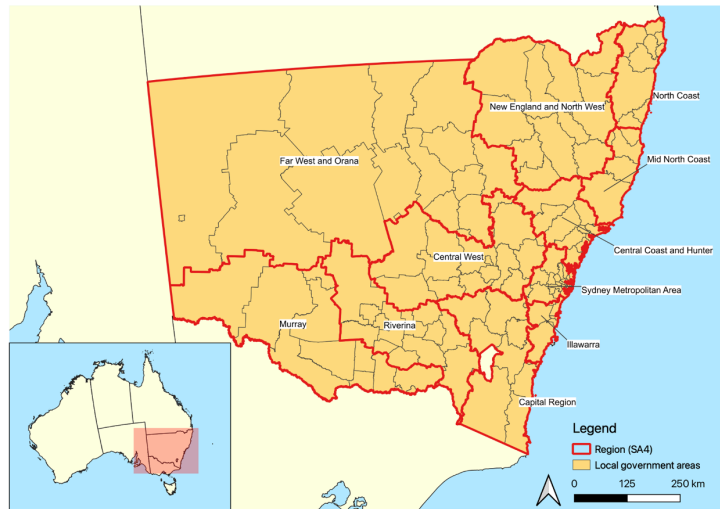 North Coast
New England and North West
Mid North Coast
Far West and Orana
Central Coast and Hunter
Central West
Sydney Metropolitan Area
Murray
Riverina
Illawarra
Capital Region
Legend
Region (SA4)
Local government areas
0 125 250 km